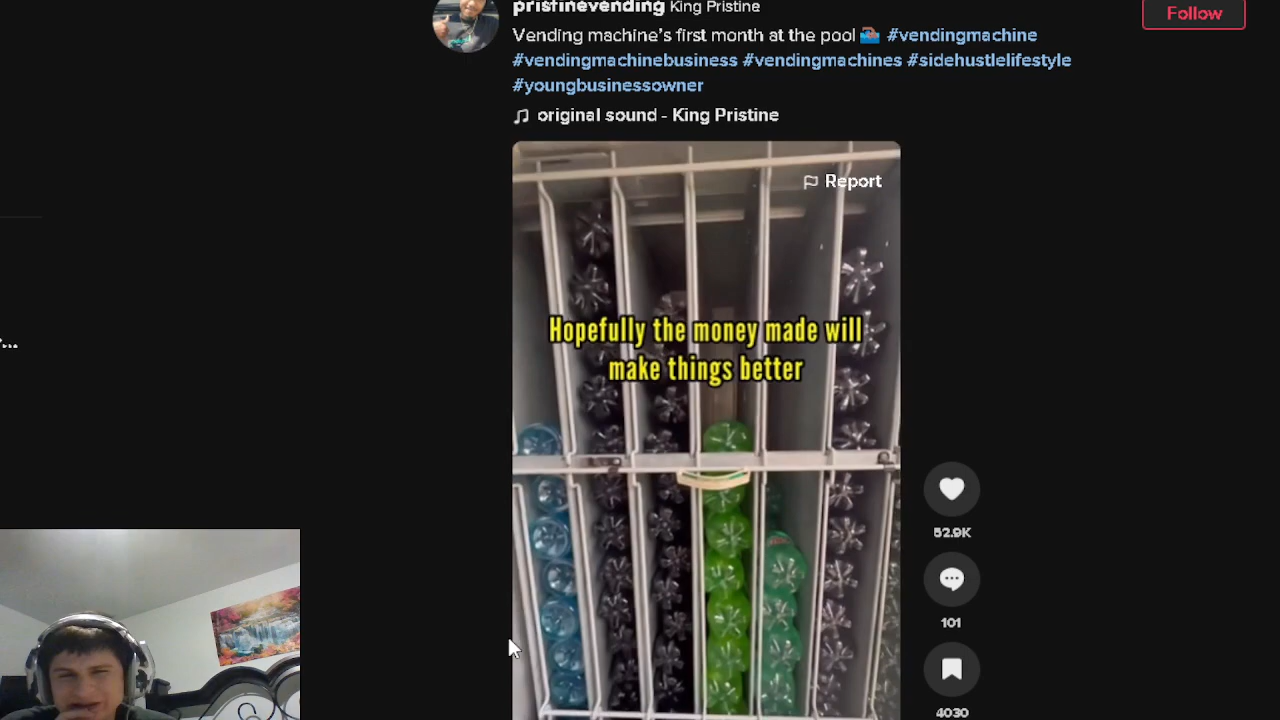 pristinevending King Pristine
Follow
Vending machine's first month at the pool #vendingmachine
#vendingmachinebusiness #vendingmachines #sidehustlelifestyle
#youngbusinessowner
original sound - King Pristine
Report
Hopefully the money made will
make things better
52.9K
101
4030
...